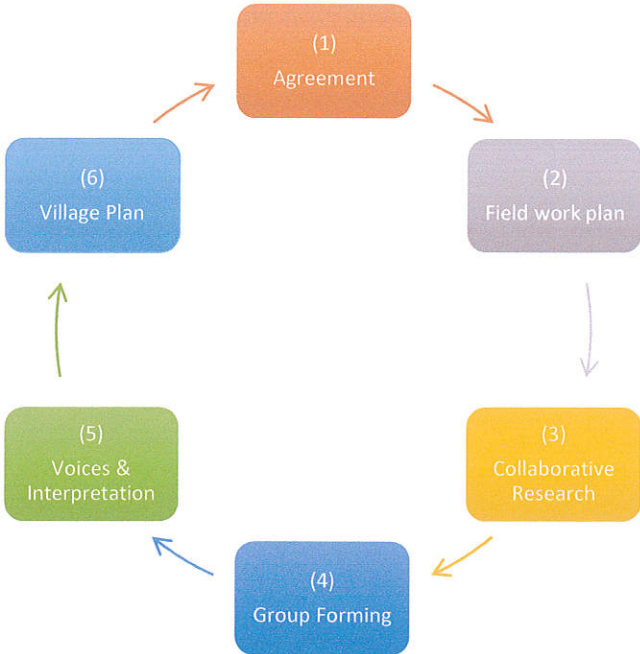 (1)
Agreement
(2)
Field work plan
(3)
Collaborative
Research
(4)
Group Forming
(5)
Voices &
Interpretation
(6)
Village Plan